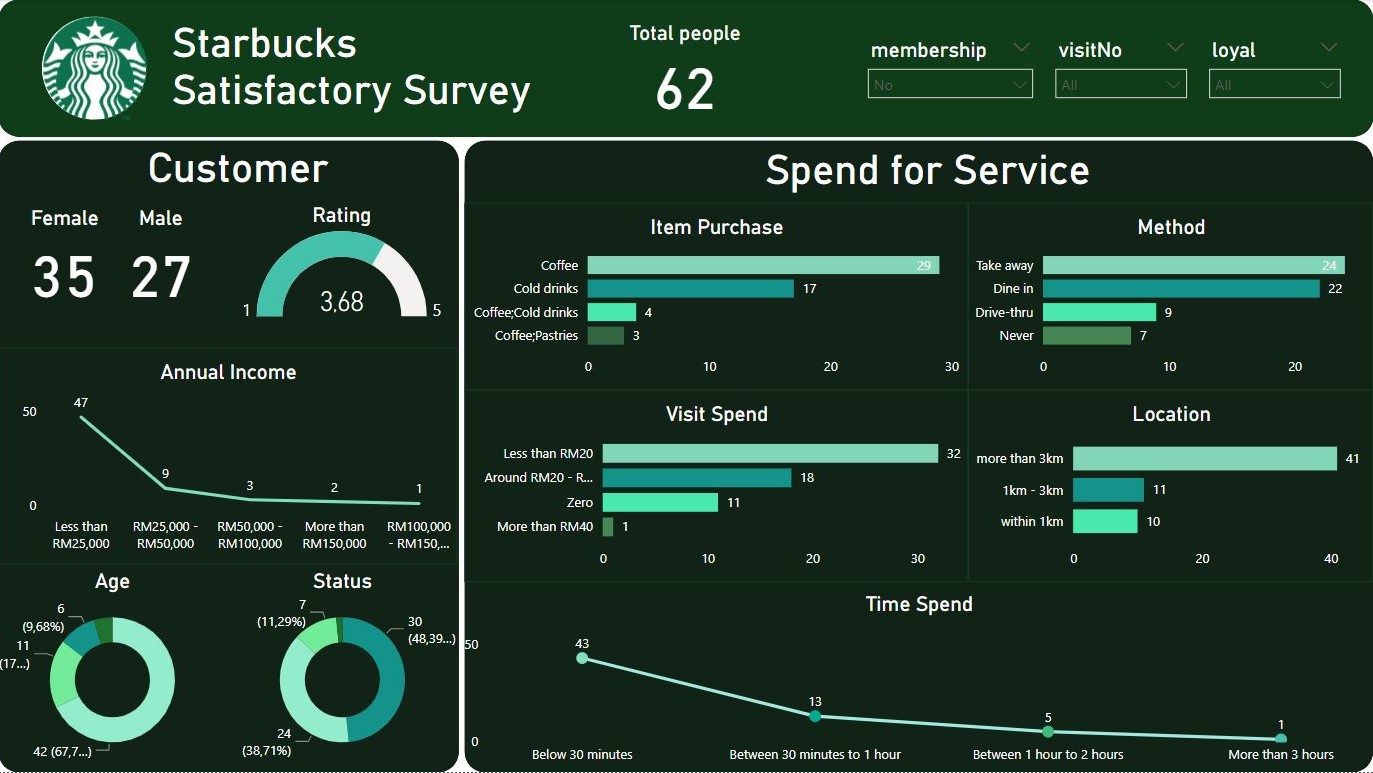 Starbucks
Satisfactory Survey
Total people
62
membership
No
visitNo
All
loyal
All
Customer
Female
35
Male
27
Rating
1
3,68
5
Annual Income
50
0
47
9
3
2
1
Less than
RM25,000
RM25,000 -
RM50,000
RM50,000 -
RM100,000
More than
RM150,000
RM100,000
- RM150,...
Age
6
(9,68%)
11
(17...)
42 (67,7...)
Status
7
(11,29%)
30
(48,39...)
24
(38,71%)
Spend for Service
Item Purchase
Coffee 29
Cold drinks 17
Coffee;Cold drinks 4
Coffee;Pastries 3
0 10 20 30
Method
Take away 24
Dine in 22
Drive-thru 9
Never 7
0 10 20
Visit Spend
Less than RM20 32
Around RM20 - R... 18
Zero 11
More than RM40 1
0 10 20 30
Location
more than 3km 41
1km - 3km 11
within 1km 10
0 20 40
Time Spend
50
0
43
13
5
1
Below 30 minutes
Between 30 minutes to 1 hour
Between 1 hour to 2 hours
More than 3 hours